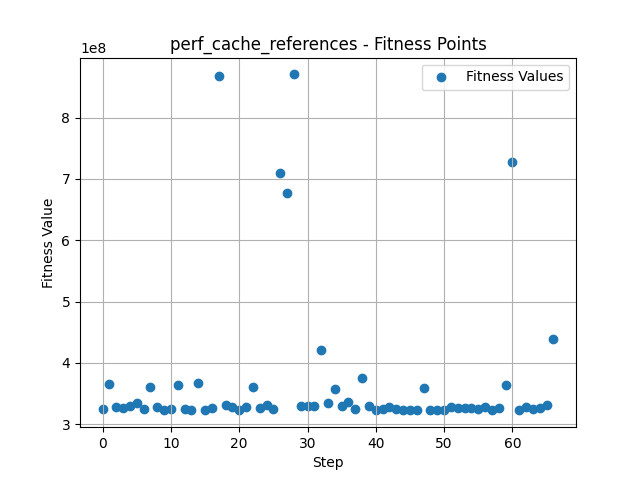 perf_cache_references - Fitness Points
1e8
Fitness Values
8
7
6
5
4
3
Fitness Value
0 10 20 30 40 50 60
Step